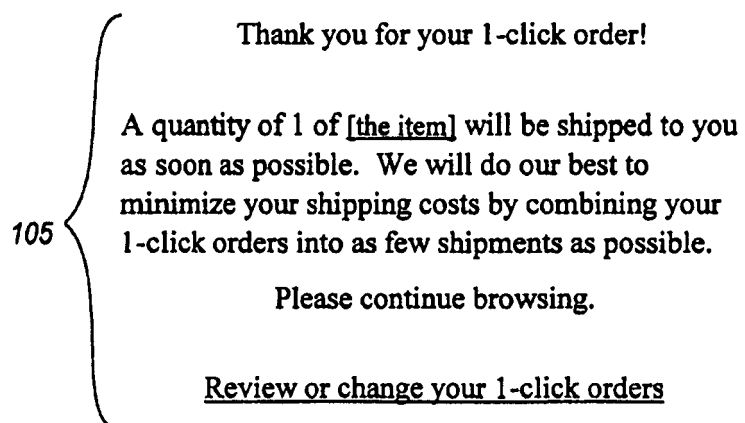 Thank you for your 1-click order!
A quantity of 1 of [the item] will be shipped to you
as soon as possible. We will do our best to
minimize your shipping costs by combining your
105
1-click orders into as few shipments as possible.
Please continue browsing.
Review or change your 1-click orders